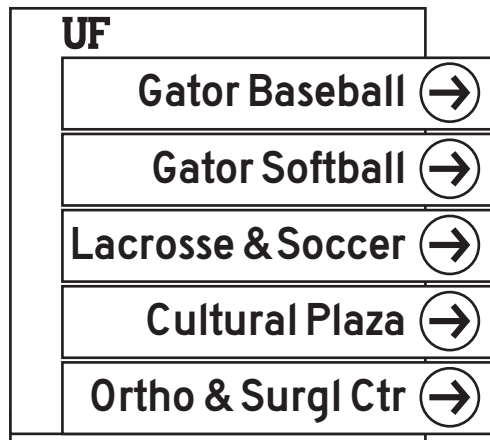 UF
Gator Baseball
Gator Softball
Lacrosse & Soccer
Cultural Plaza
Ortho & Surgl Ctr